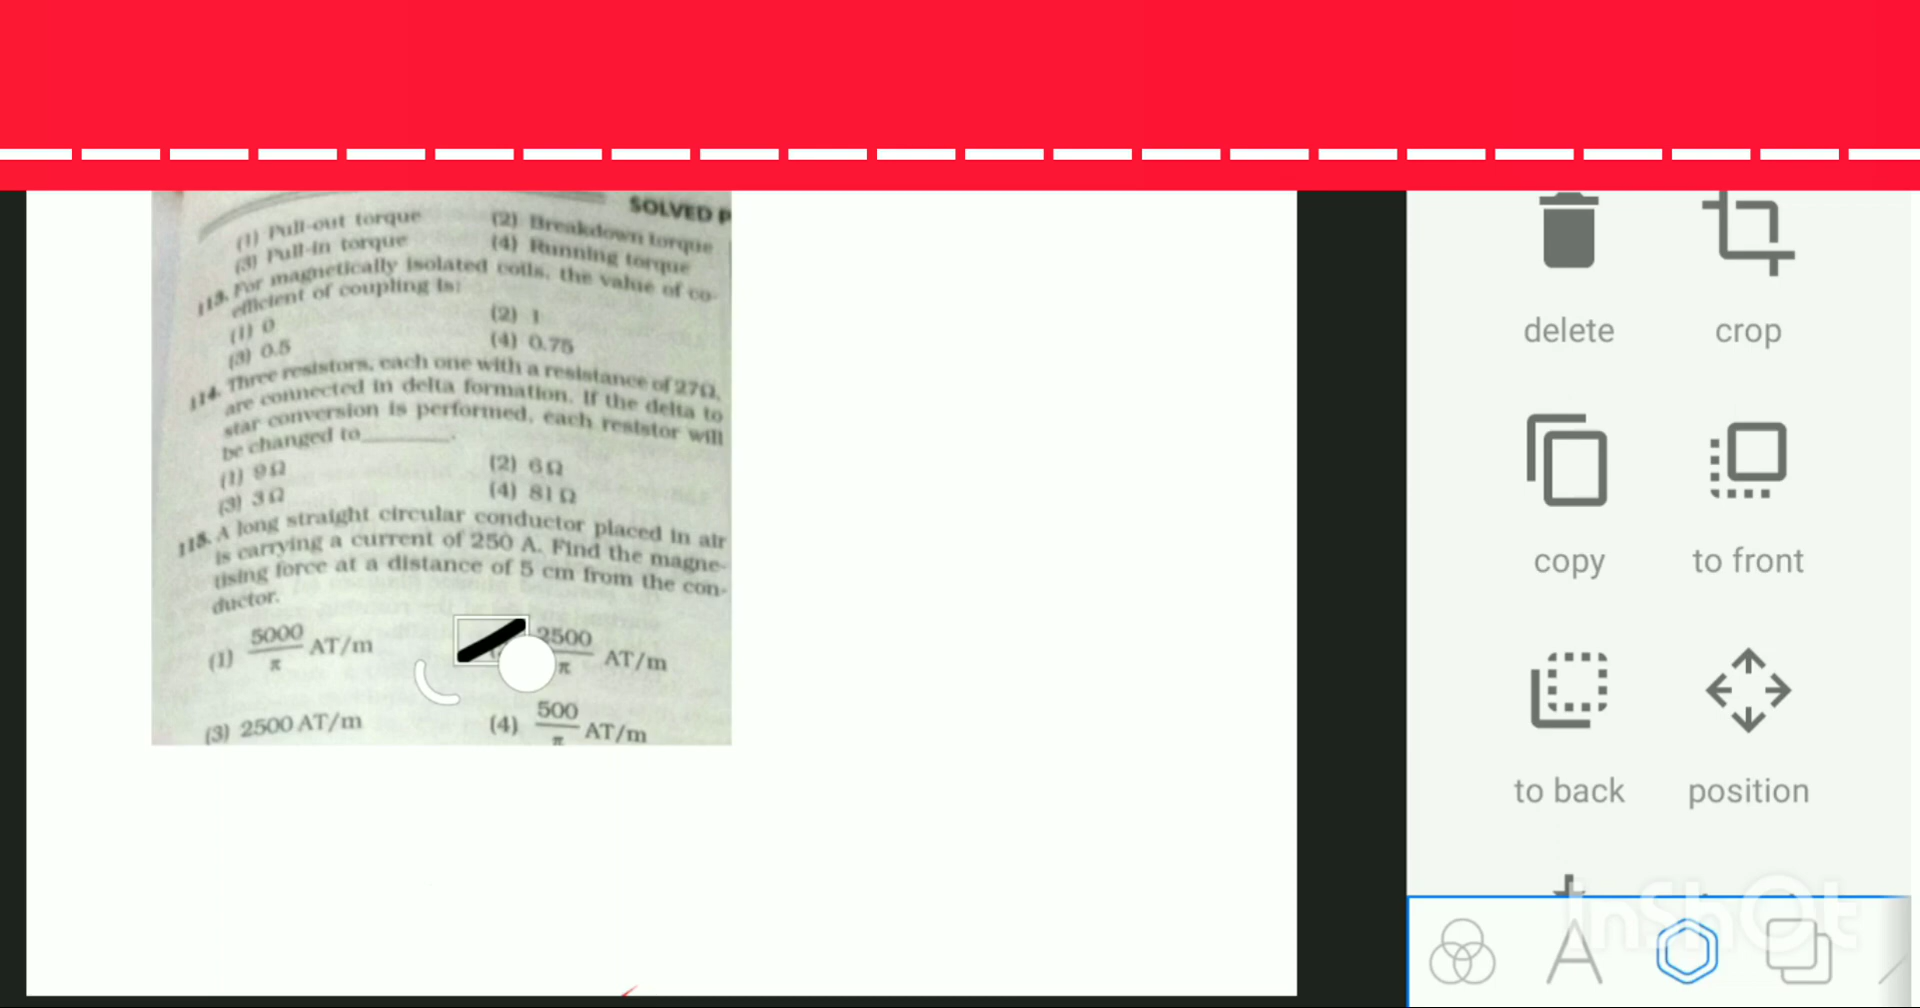 SOLVED P
(1) Pull-out torque (2) Breakdown torque
(3) Pull-in torque (4) Running torque
113. For magnetically isolated coils, the value of co-
efficient of coupling is:
(1) 0 (2) 1
(3) 0.5 (4) 0.75
114. Three resistors, each one with a resistance of 27Ω,
are connected in delta formation. If the delta to
star conversion is performed, each resistor will
be changed to_______.
(1) 9Ω (2) 6Ω
(3) 3Ω (4) 81Ω
115. A long straight circular conductor placed in air
is carrying a current of 250 A. Find the magne-
tising force at a distance of 5 cm from the con-
ductor.
(1) 5000/π AT/m 2500/π AT/m
(3) 2500 AT/m (4) 500/π AT/m
delete crop
copy to front
to back position
InShOt
A